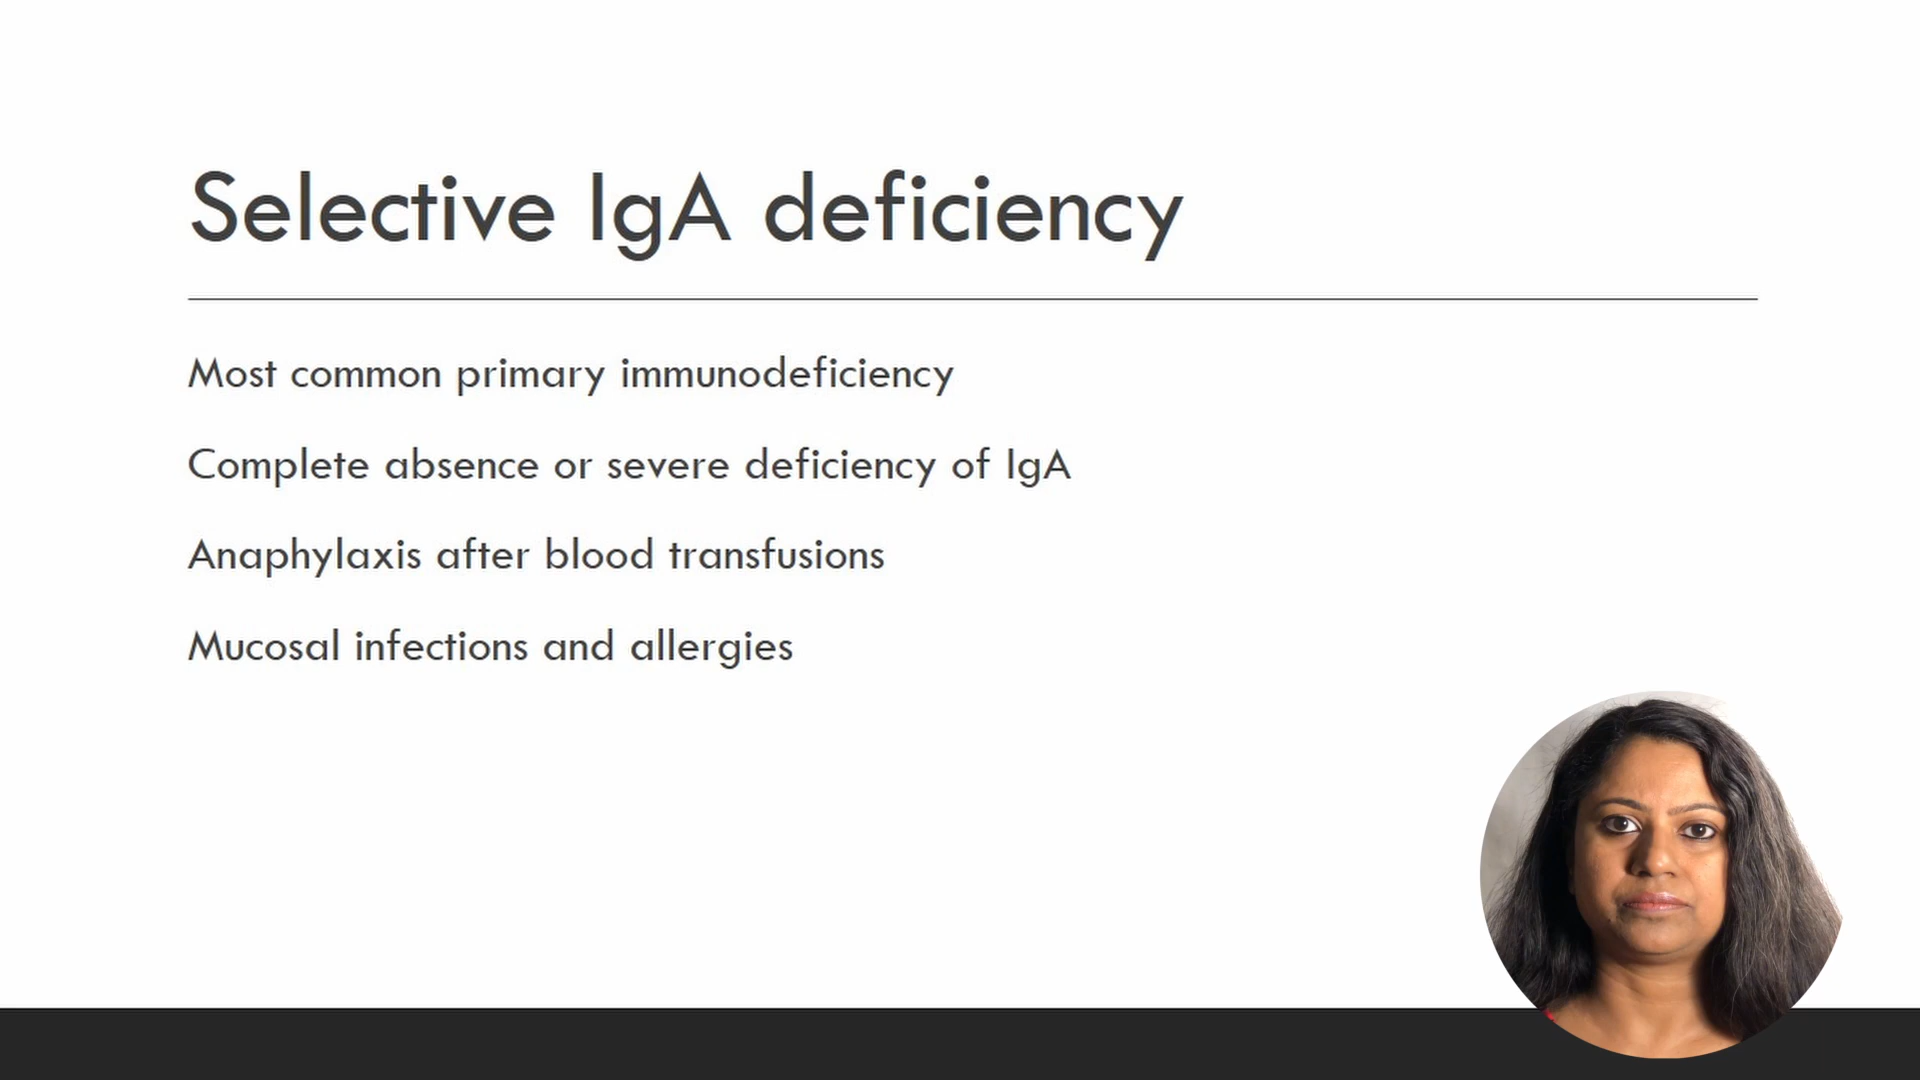 Selective IgA deficiency
Most common primary immunodeficiency
Complete absence or severe deficiency of IgA
Anaphylaxis after blood transfusions
Mucosal infections and allergies